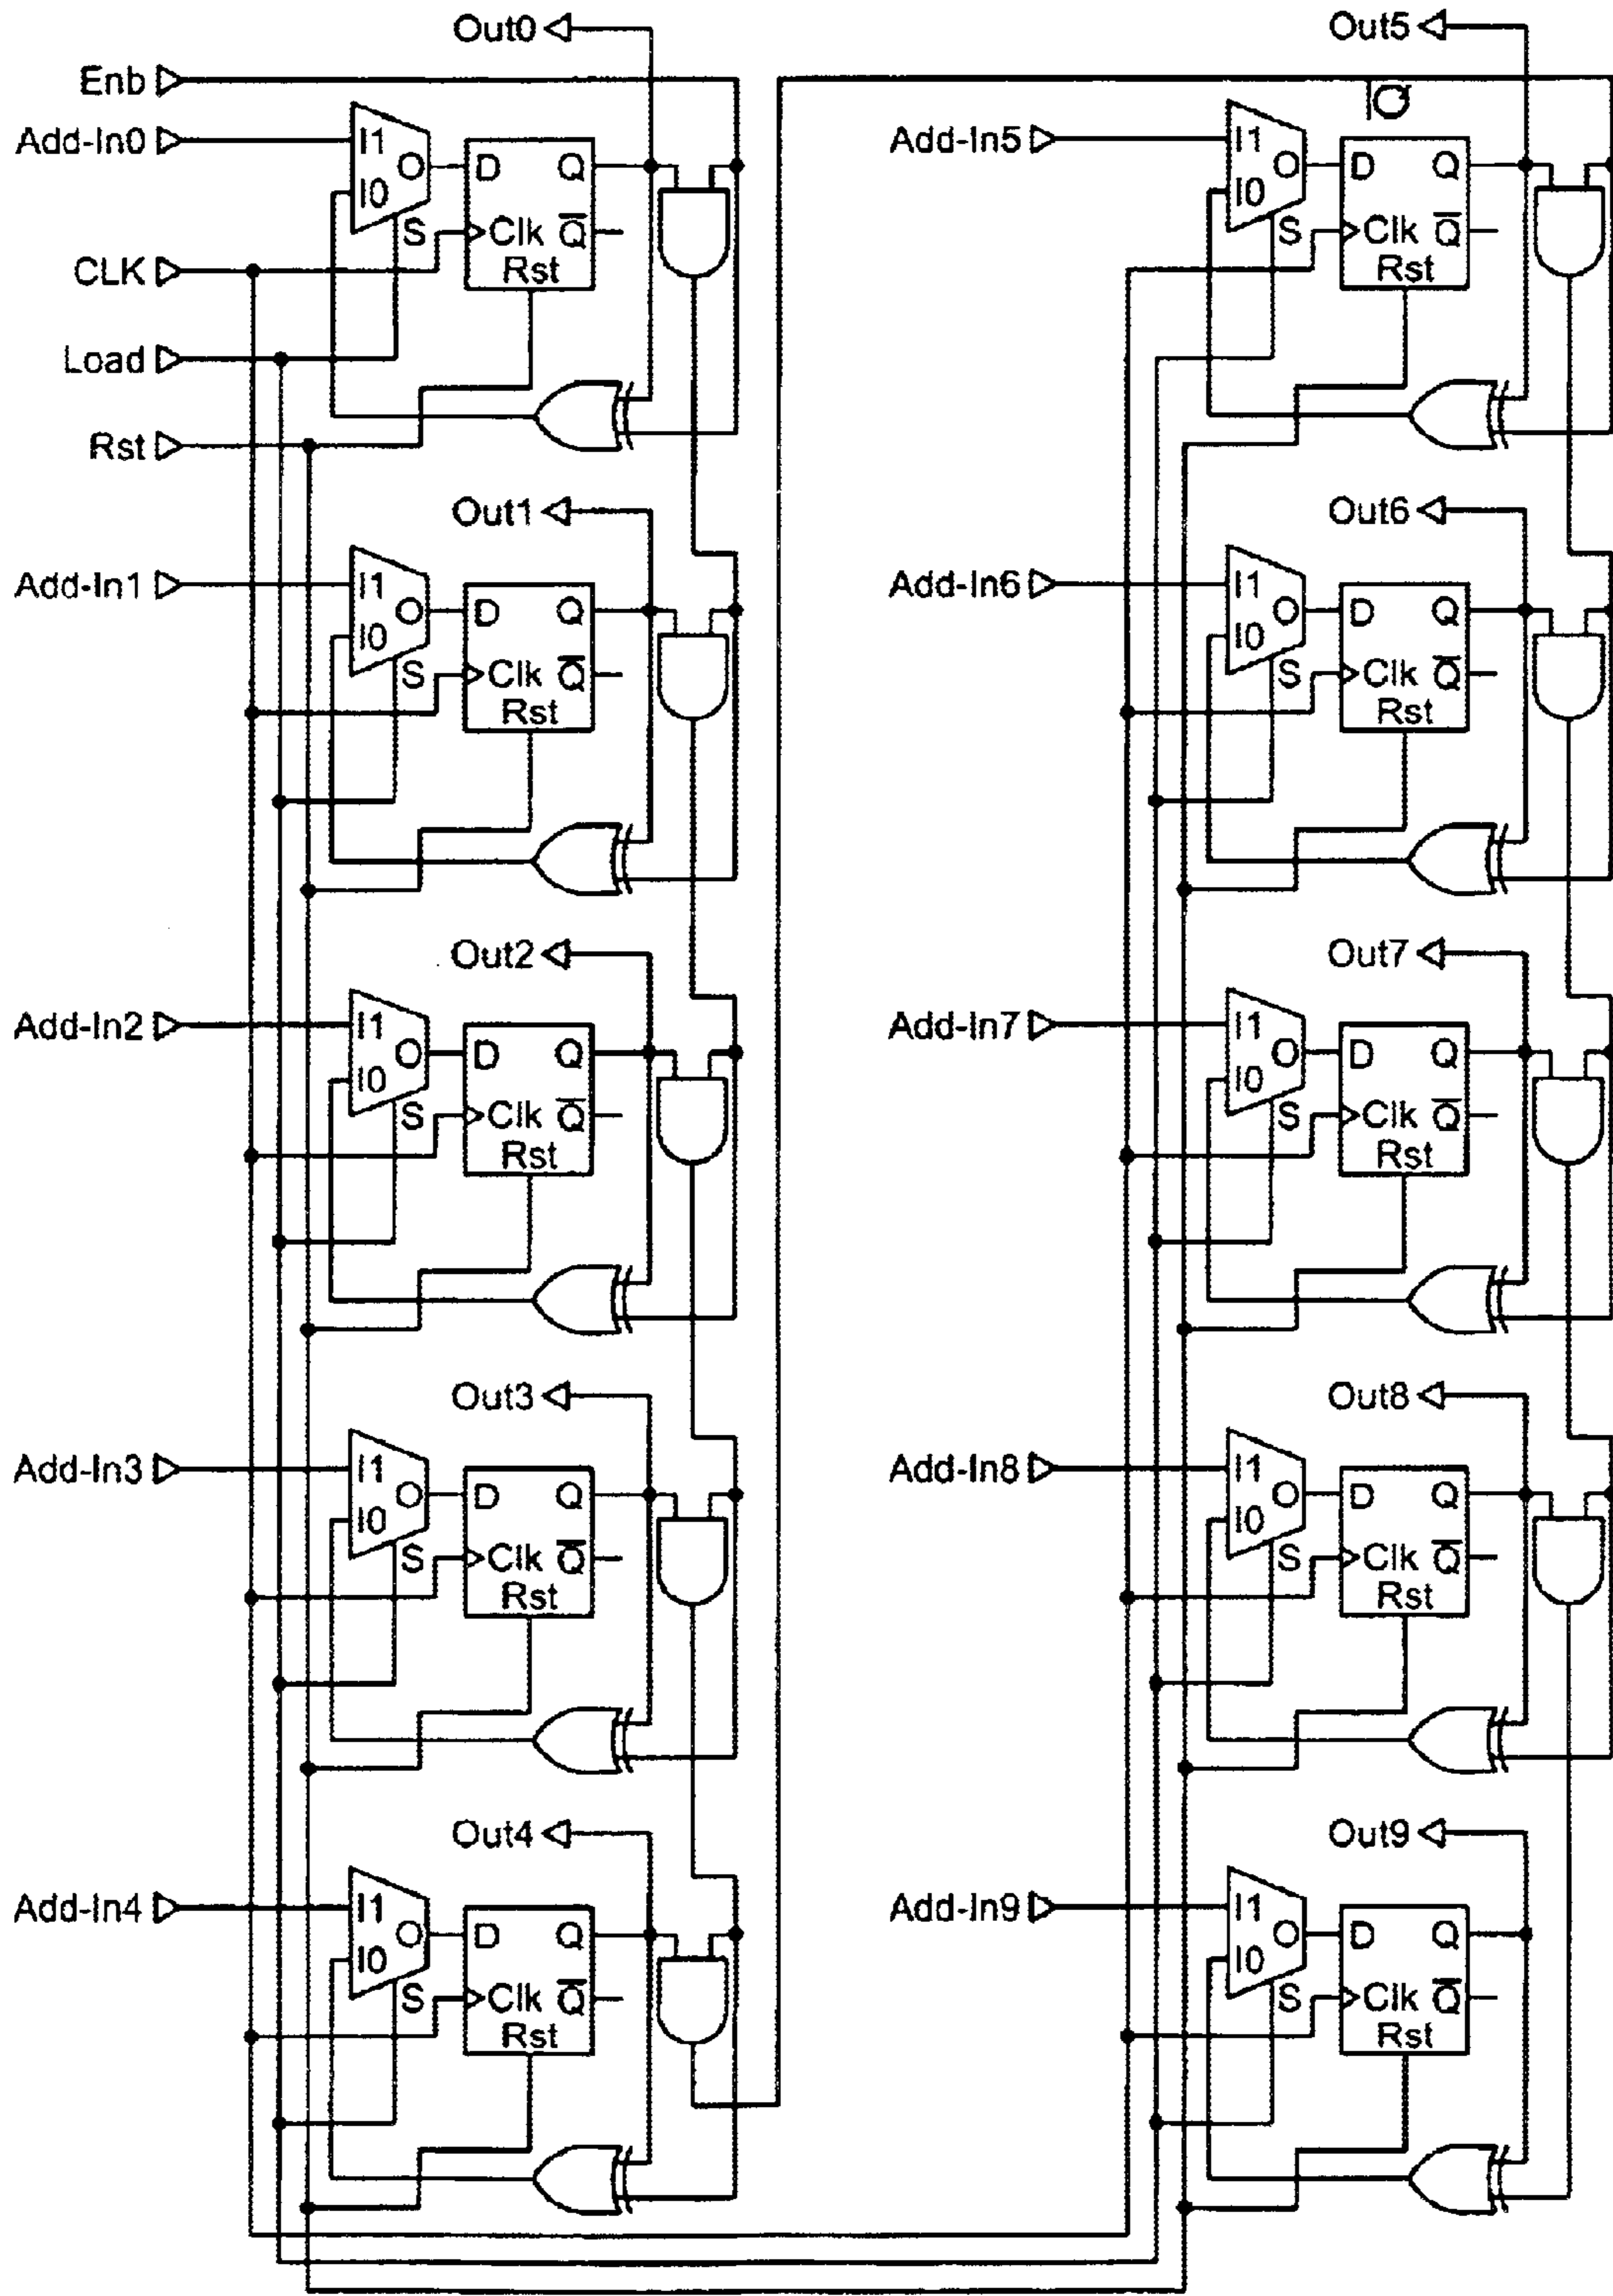 Out0
Enb
Add-In0
I1
O
I0
S
D
Q
Clk
Q̅
Rst
CLK
Load
Rst
Out1
Add-In1
I1
O
I0
S
D
Q
Clk
Q̅
Rst
Out2
Add-In2
I1
O
I0
S
D
Q
Clk
Q̅
Rst
Out3
Add-In3
I1
O
I0
S
D
Q
Clk
Q̅
Rst
Out4
Add-In4
I1
O
I0
S
D
Q
Clk
Q̅
Rst
Out5
Add-In5
I1
O
I0
S
D
Q
Clk
Q̅
Rst
Out6
Add-In6
I1
O
I0
S
D
Q
Clk
Q̅
Rst
Out7
Add-In7
I1
O
I0
S
D
Q
Clk
Q̅
Rst
Out8
Add-In8
I1
O
I0
S
D
Q
Clk
Q̅
Rst
Out9
Add-In9
I1
O
I0
S
D
Q
Clk
Q̅
Rst